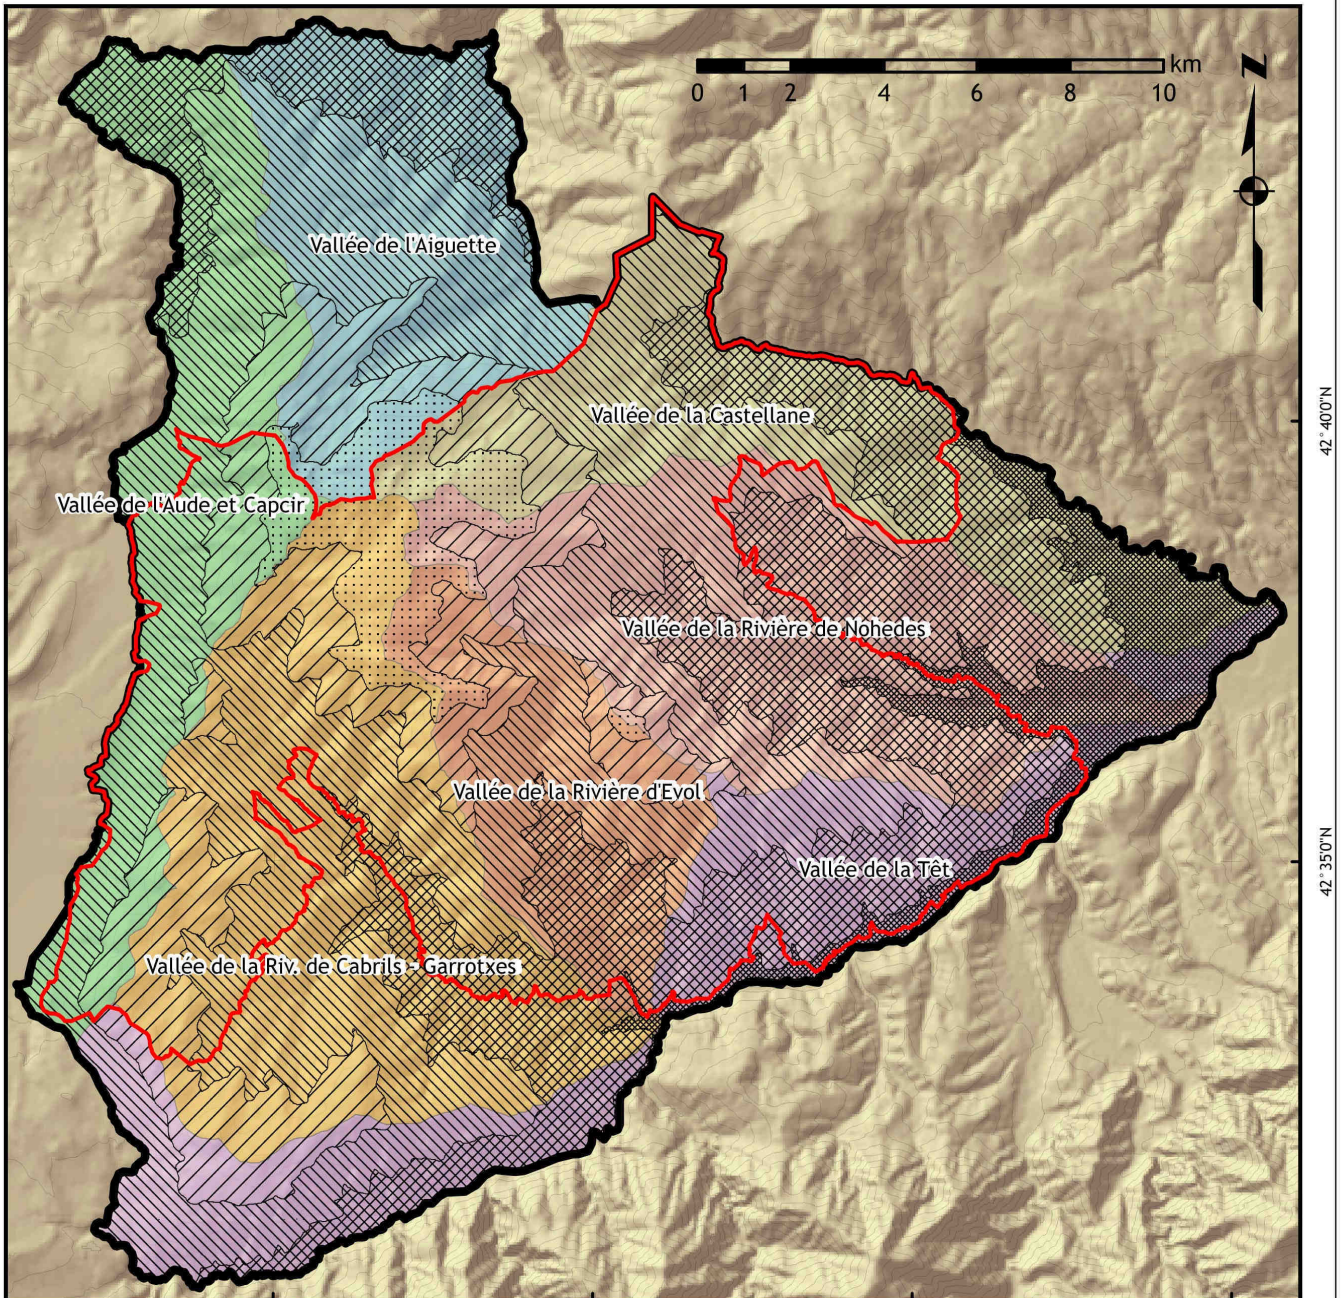 km
N
0 1 2 4 6 8 10
Vallée de l'Aiguette
Vallée de la Castellane
42°40'0"N
Vallée de l'Aude et Capcir
Vallée de la Rivière de Nohedes
Vallée de la Rivière d'Evol
Vallée de la Têt
42°35'0"N
Vallée de la Riv. de Cabrils - Garrotxes